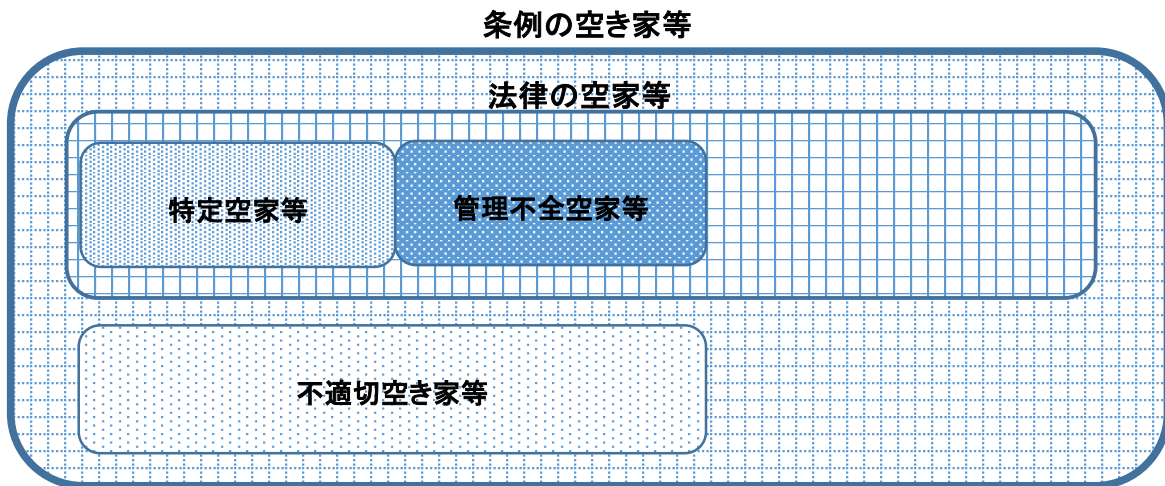 条例の空き家等
法律の空家等
特定空家等
管理不全空家等
不適切空き家等